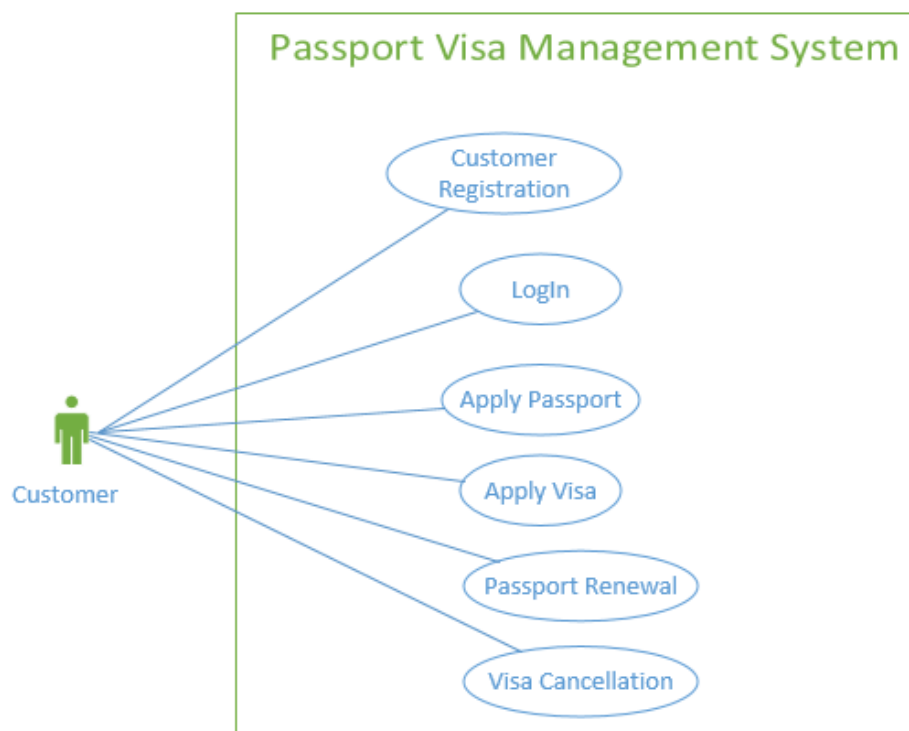 Passport Visa Management System
Customer
Registration
LogIn
Apply Passport
Customer
Apply Visa
Passport Renewal
Visa Cancellation